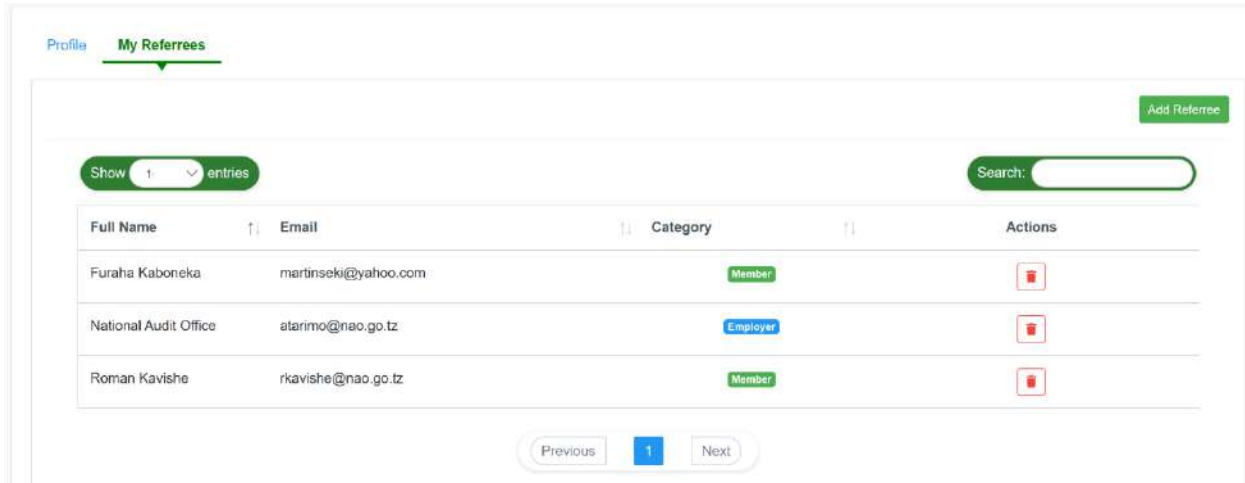 Profile My Referrees
Add Referree
Show 1 entries Search:
Full Name Email Category Actions
Furaha Kaboneka martinseki@yahoo.com Member
National Audit Office atarimo@nao.go.tz Employer
Roman Kavishe rkavishe@nao.go.tz Member
Previous 1 Next